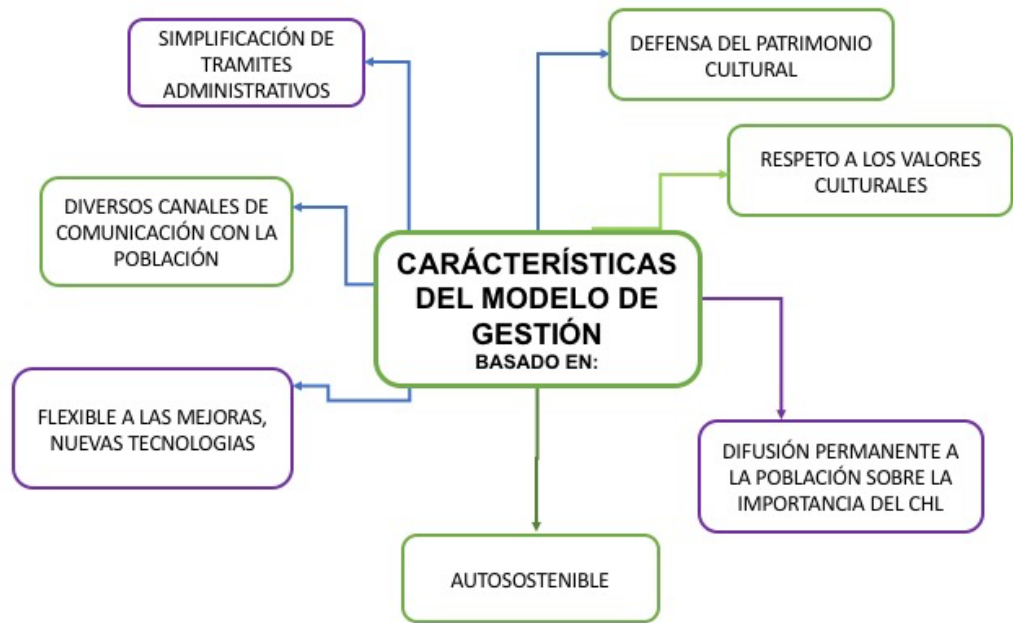 SIMPLIFICACIÓN DE
TRAMITES
ADMINISTRATIVOS
DEFENSA DEL PATRIMONIO
CULTURAL
RESPETO A LOS VALORES
CULTURALES
DIVERSOS CANALES DE
COMUNICACIÓN CON LA
POBLACIÓN
CARÁCTERÍSTICAS
DEL MODELO DE
GESTIÓN
BASADO EN:
FLEXIBLE A LAS MEJORAS,
NUEVAS TECNOLOGIAS
DIFUSIÓN PERMANENTE A
LA POBLACIÓN SOBRE LA
IMPORTANCIA DEL CHL
AUTOSOSTENIBLE